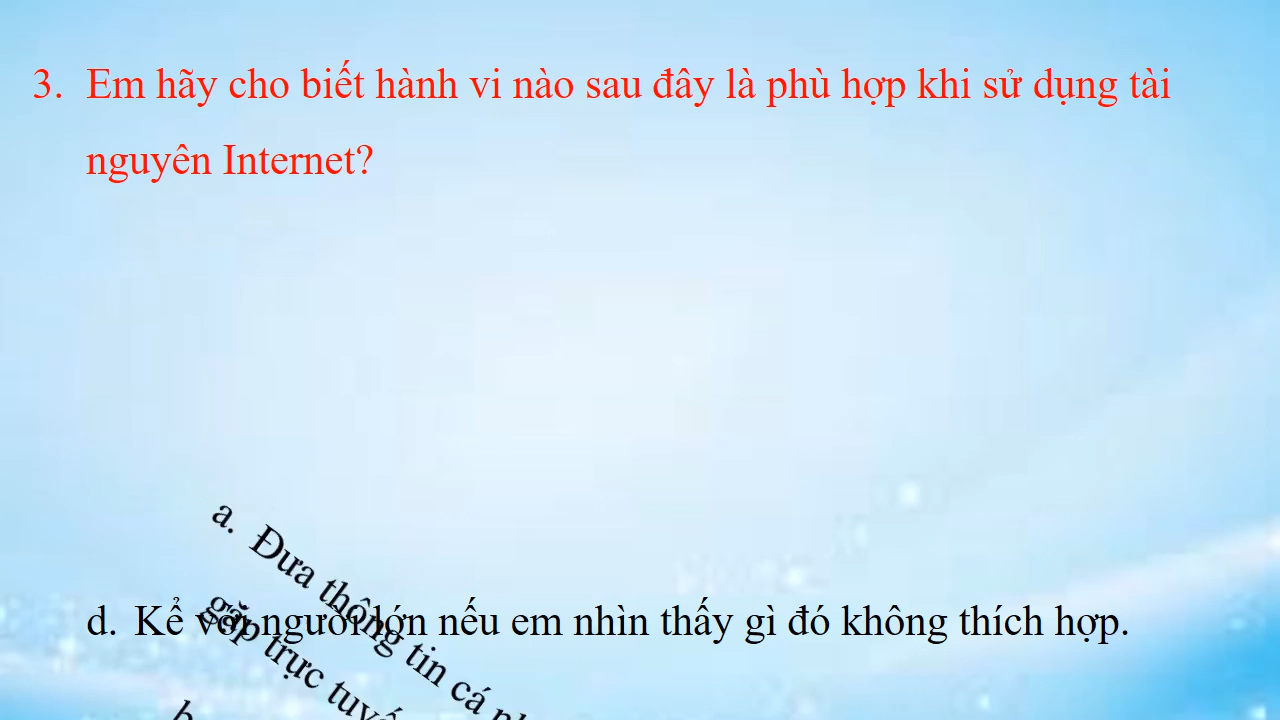 3. Em hãy cho biết hành vi nào sau đây là phù hợp khi sử dụng tài
nguyên Internet?
a. Đưa thông tin cá
gặp trực tuyế
d. Kể với người lớn nếu em nhìn thấy gì đó không thích hợp.
b